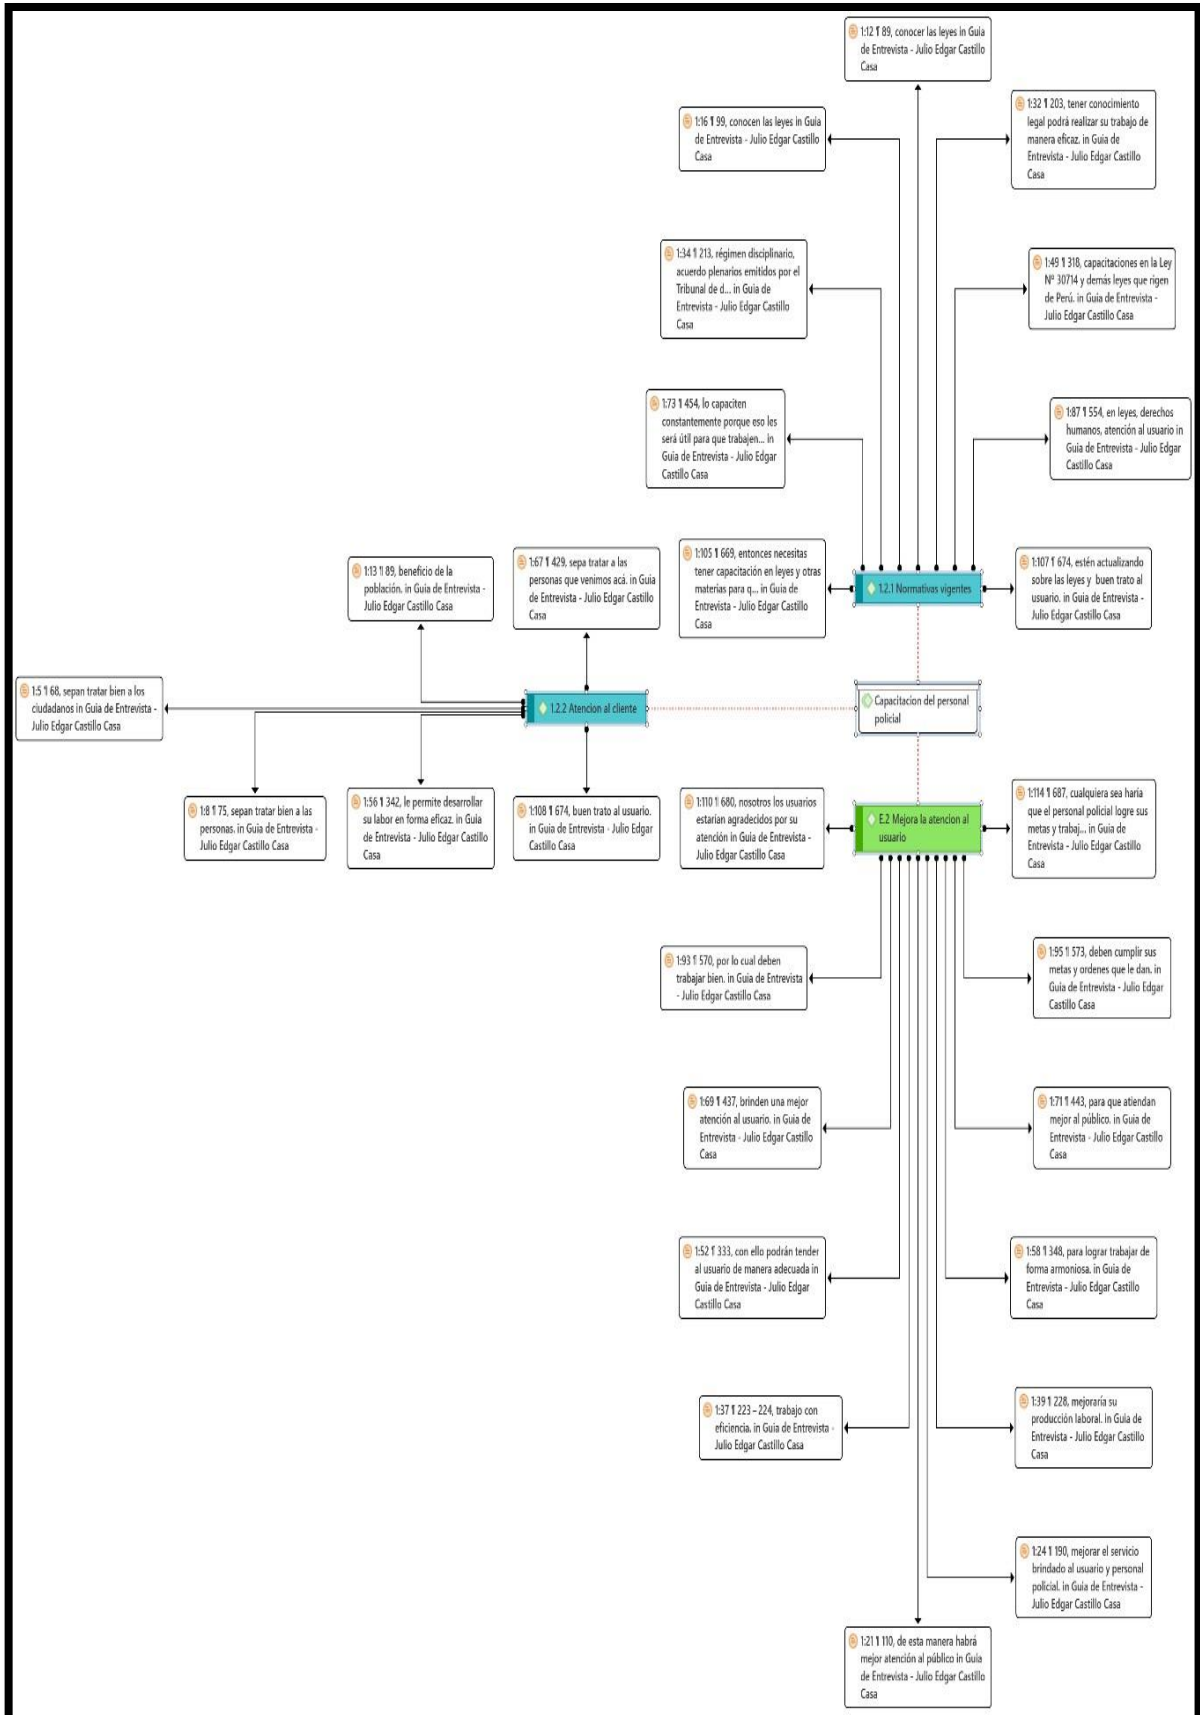 1:12 ¶ 89, conocer las leyes in Guia
de Entrevista - Julio Edgar Castillo
Casa
1:16 ¶ 99, conocen las leyes in Guia
de Entrevista - Julio Edgar Castillo
Casa
1:32 ¶ 203, tener conocimiento
legal podrá realizar su trabajo de
manera eficaz. in Guia de
Entrevista - Julio Edgar Castillo
Casa
1:34 ¶ 213, régimen disciplinario,
acuerdo plenarios emitidos por el
Tribunal de d... in Guia de
Entrevista - Julio Edgar Castillo
Casa
1:49 ¶ 318, capacitaciones en la Ley
Nº 30714 y demás leyes que rigen
de Perú. in Guia de Entrevista -
Julio Edgar Castillo Casa
1:73 ¶ 454, lo capaciten
constantemente porque eso les
será útil para que trabajen... in
Guia de Entrevista - Julio Edgar
Castillo Casa
1:87 ¶ 554, en leyes, derechos
humanos, atención al usuario in
Guia de Entrevista - Julio Edgar
Castillo Casa
1:105 ¶ 669, entonces necesitas
tener capacitación en leyes y otras
materias para q... in Guia de
Entrevista - Julio Edgar Castillo
Casa
1.2.1 Normativas vigentes
1:107 ¶ 674, estén actualizando
sobre las leyes y buen trato al
usuario. in Guia de Entrevista -
Julio Edgar Castillo Casa
1:13 ¶ 89, beneficio de la
población. in Guia de Entrevista -
Julio Edgar Castillo Casa
1:67 ¶ 429, sepa tratar a las
personas que venimos acá. in Guia
de Entrevista - Julio Edgar Castillo
Casa
1:5 ¶ 68, sepan tratar bien a los
ciudadanos in Guia de Entrevista -
Julio Edgar Castillo Casa
1.2.2 Atencion al cliente
Capacitacion del personal
policial
1:8 ¶ 75, sepan tratar bien a las
personas. in Guia de Entrevista -
Julio Edgar Castillo Casa
1:56 ¶ 342, le permite desarrollar
su labor en forma eficaz. in Guia
de Entrevista - Julio Edgar Castillo
Casa
1:108 ¶ 674, buen trato al usuario.
in Guia de Entrevista - Julio Edgar
Castillo Casa
1:110 ¶ 680, nosotros los usuarios
estarian agradecidos por su
atención in Guia de Entrevista -
Julio Edgar Castillo Casa
E.2 Mejora la atencion al
usuario
1:114 ¶ 687, cualquiera sea haria
que el personal policial logre sus
metas y trabaj... in Guia de
Entrevista - Julio Edgar Castillo
Casa
1:93 ¶ 570, por lo cual deben
trabajar bien. in Guia de Entrevista
- Julio Edgar Castillo Casa
1:95 ¶ 573, deben cumplir sus
metas y ordenes que le dan. in
Guia de Entrevista - Julio Edgar
Castillo Casa
1:69 ¶ 437, brinden una mejor
atención al usuario. in Guia de
Entrevista - Julio Edgar Castillo
Casa
1:71 ¶ 443, para que atiendan
mejor al público. in Guia de
Entrevista - Julio Edgar Castillo
Casa
1:52 ¶ 333, con ello podrán tender
al usuario de manera adecuada in
Guia de Entrevista - Julio Edgar
Castillo Casa
1:58 ¶ 348, para lograr trabajar de
forma armoniosa. in Guia de
Entrevista - Julio Edgar Castillo
Casa
1:37 ¶ 223 – 224, trabajo con
eficiencia. in Guia de Entrevista -
Julio Edgar Castillo Casa
1:39 ¶ 228, mejoraría su
producción laboral. in Guia de
Entrevista - Julio Edgar Castillo
Casa
1:24 ¶ 190, mejorar el servicio
brindado al usuario y personal
policial. in Guia de Entrevista -
Julio Edgar Castillo Casa
1:21 ¶ 110, de esta manera habrá
mejor atención al público in Guia
de Entrevista - Julio Edgar Castillo
Casa